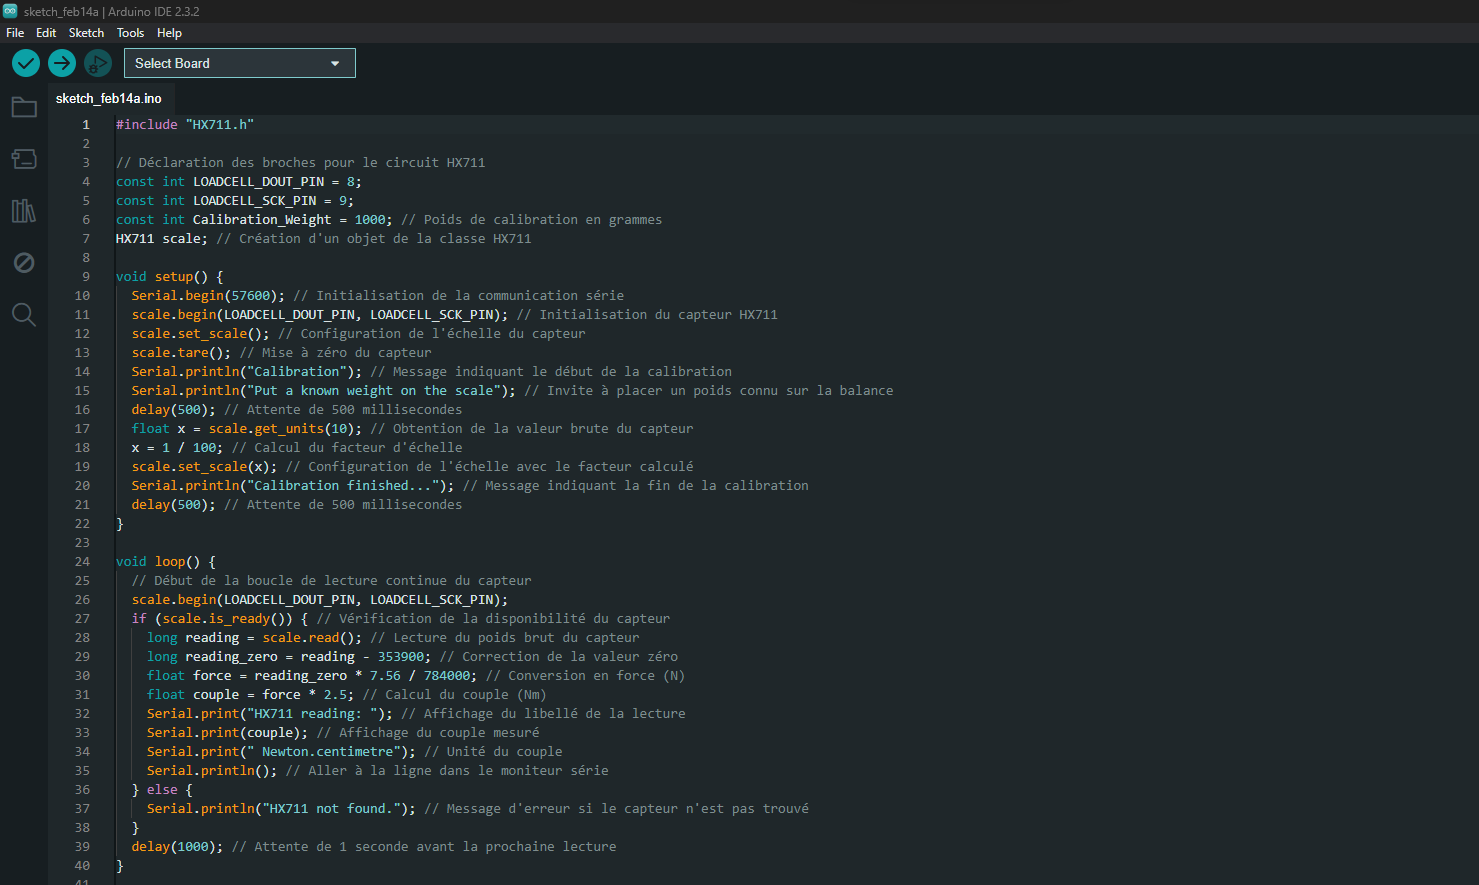 sketch_feb14a | Arduino IDE 2.3.2
File Edit Sketch Tools Help
Select Board
sketch_feb14a.ino
1 #include "HX711.h"
2
3 // Déclaration des broches pour le circuit HX711
4 const int LOADCELL_DOUT_PIN = 8;
5 const int LOADCELL_SCK_PIN = 9;
6 const int Calibration_Weight = 1000; // Poids de calibration en grammes
7 HX711 scale; // Création d'un objet de la classe HX711
8
9 void setup() {
10 Serial.begin(57600); // Initialisation de la communication série
11 scale.begin(LOADCELL_DOUT_PIN, LOADCELL_SCK_PIN); // Initialisation du capteur HX711
12 scale.set_scale(); // Configuration de l'échelle du capteur
13 scale.tare(); // Mise à zéro du capteur
14 Serial.println("Calibration"); // Message indiquant le début de la calibration
15 Serial.println("Put a known weight on the scale"); // Invite à placer un poids connu sur la balance
16 delay(500); // Attente de 500 millisecondes
17 float x = scale.get_units(10); // Obtention de la valeur brute du capteur
18 x = 1 / 100; // Calcul du facteur d'échelle
19 scale.set_scale(x); // Configuration de l'échelle avec le facteur calculé
20 Serial.println("Calibration finished..."); // Message indiquant la fin de la calibration
21 delay(500); // Attente de 500 millisecondes
22 }
23
24 void loop() {
25 // Début de la boucle de lecture continue du capteur
26 scale.begin(LOADCELL_DOUT_PIN, LOADCELL_SCK_PIN);
27 if (scale.is_ready()) { // Vérification de la disponibilité du capteur
28 long reading = scale.read(); // Lecture du poids brut du capteur
29 long reading_zero = reading - 353900; // Correction de la valeur zéro
30 float force = reading_zero * 7.56 / 784000; // Conversion en force (N)
31 float couple = force * 2.5; // Calcul du couple (Nm)
32 Serial.print("HX711 reading: "); // Affichage du libellé de la lecture
33 Serial.print(couple); // Affichage du couple mesuré
34 Serial.print(" Newton.centimetre"); // Unité du couple
35 Serial.println(); // Aller à la ligne dans le moniteur série
36 } else {
37 Serial.println("HX711 not found."); // Message d'erreur si le capteur n'est pas trouvé
38 }
39 delay(1000); // Attente de 1 seconde avant la prochaine lecture
40 }
41